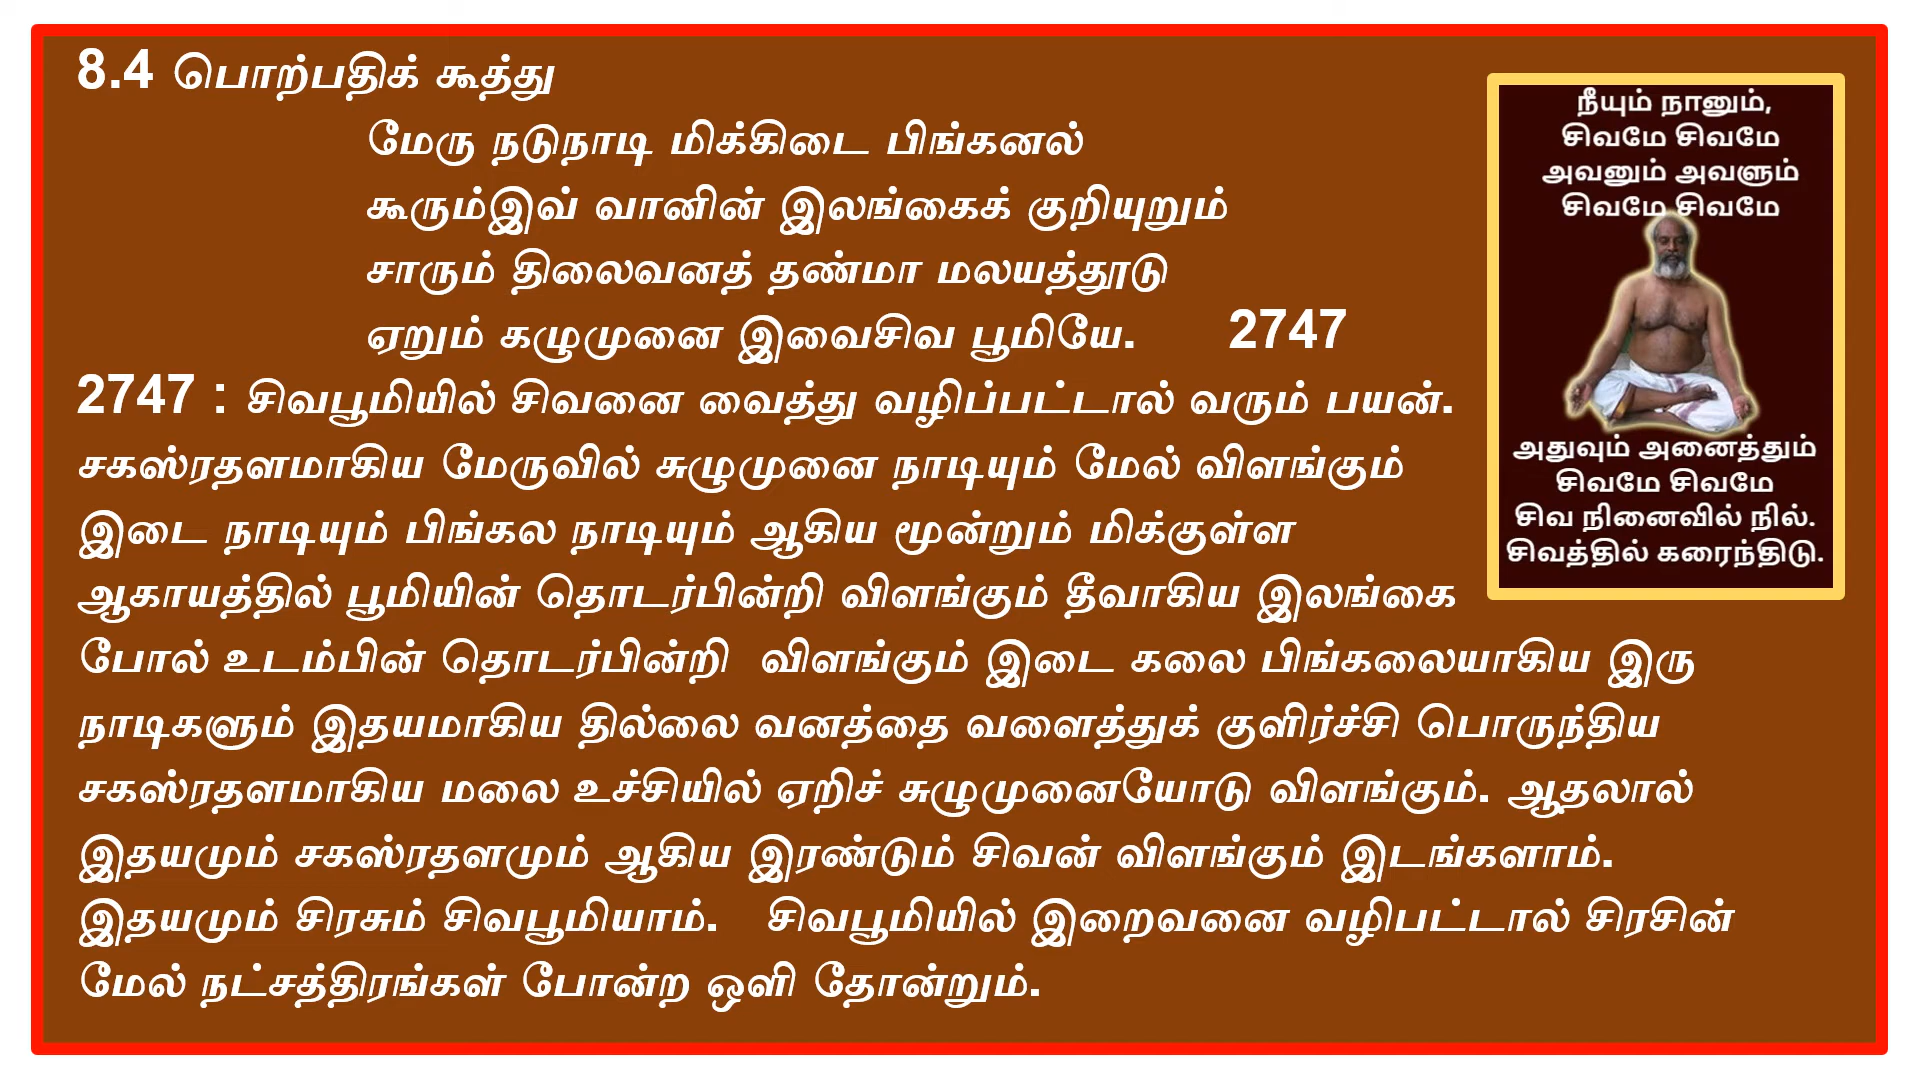 8.4 பொற்பதிக் கூத்து
மேரு நடுநாடி மிக்கிடை பிங்கனல்
கூரும்இவ் வானின் இலங்கைக் குறியுறும்
சாரும் திலைவனத் தண்மா மலயத்தூடு
ஏறும் கழுமுனை இவைசிவ பூமியே. 2747
2747 : சிவபூமியில் சிவனை வைத்து வழிப்பட்டால் வரும் பயன்.
சகஸ்ரதளமாகிய மேருவில் சுழுமுனை நாடியும் மேல் விளங்கும்
இடை நாடியும் பிங்கல நாடியும் ஆகிய மூன்றும் மிக்குள்ள
ஆகாயத்தில் பூமியின் தொடர்பின்றி விளங்கும் தீவாகிய இலங்கை
போல் உடம்பின் தொடர்பின்றி விளங்கும் இடை கலை பிங்கலையாகிய இரு
நாடிகளும் இதயமாகிய தில்லை வனத்தை வளைத்துக் குளிர்ச்சி பொருந்திய
சகஸ்ரதளமாகிய மலை உச்சியில் ஏறிச் சுழுமுனையோடு விளங்கும். ஆதலால்
இதயமும் சகஸ்ரதளமும் ஆகிய இரண்டும் சிவன் விளங்கும் இடங்களாம்.
இதயமும் சிரசும் சிவபூமியாம். சிவபூமியில் இறைவனை வழிபட்டால் சிரசின்
மேல் நட்சத்திரங்கள் போன்ற ஒளி தோன்றும்.
நீயும் நானும்,
சிவமே சிவமே
அவனும் அவளும்
சிவமே சிவமே
அதுவும் அனைத்தும்
சிவமே சிவமே
சிவ நினைவில் நில்.
சிவத்தில் கரைந்திடு.